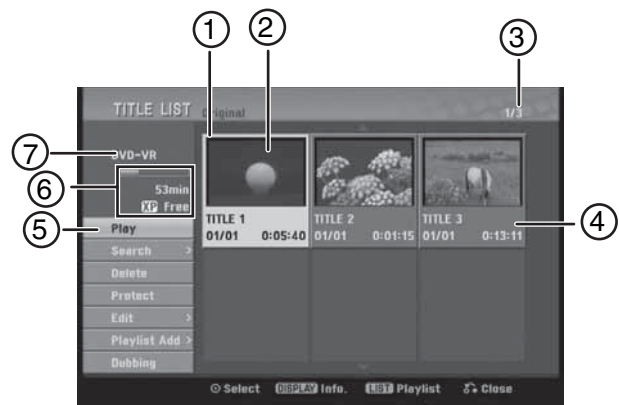 ① ② ③
TITLE LIST Original 1/3
⑦ DVD-VR
⑥ 53min
XP Free
⑤ Play
Search >
Delete
Protect
Edit >
Playlist Add >
Dubbing
TITLE 1
01/01 0:05:40
TITLE 2
01/01 0:01:15
TITLE 3
01/01 0:13:11
④
⊙ Select DISPLAY Info. LIST Playlist Close